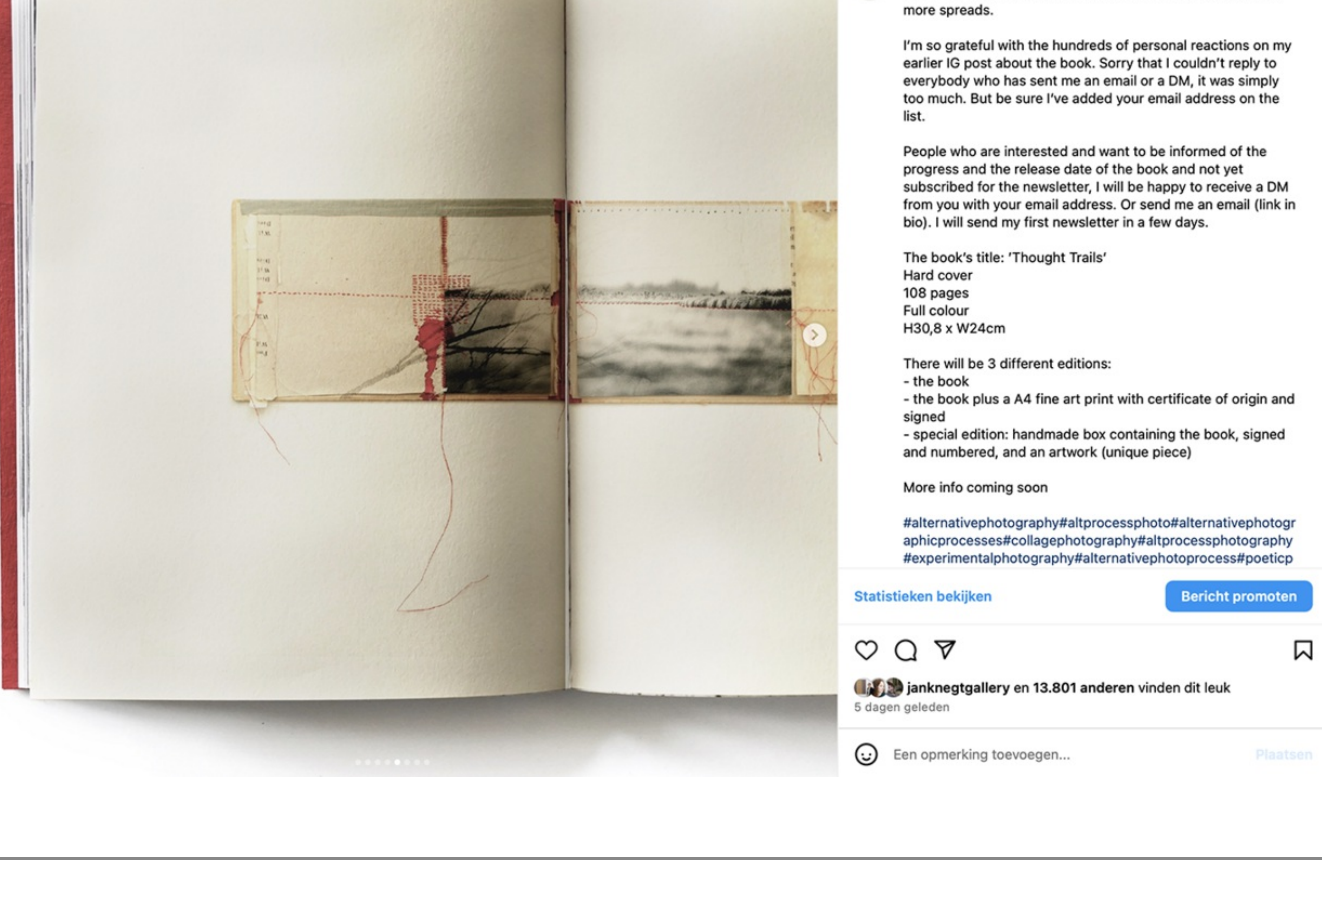 more spreads.
I'm so grateful with the hundreds of personal reactions on my
earlier IG post about the book. Sorry that I couldn't reply to
everybody who has sent me an email or a DM, it was simply
too much. But be sure I've added your email address on the
list.
People who are interested and want to be informed of the
progress and the release date of the book and not yet
subscribed for the newsletter, I will be happy to receive a DM
from you with your email address. Or send me an email (link in
bio). I will send my first newsletter in a few days.
The book's title: 'Thought Trails'
Hard cover
108 pages
Full colour
H30,8 x W24cm
There will be 3 different editions:
- the book
- the book plus a A4 fine art print with certificate of origin and
signed
- special edition: handmade box containing the book, signed
and numbered, and an artwork (unique piece)
More info coming soon
#alternativephotography#altprocessphoto#alternativephotogr
aphicprocesses#collagephotography#altprocessphotography
#experimentalphotography#alternativephotoprocess#poeticp
Statistieken bekijken
Bericht promoten
janknegtgallery en 13.801 anderen vinden dit leuk
5 dagen geleden
Een opmerking toevoegen...
Plaatsen